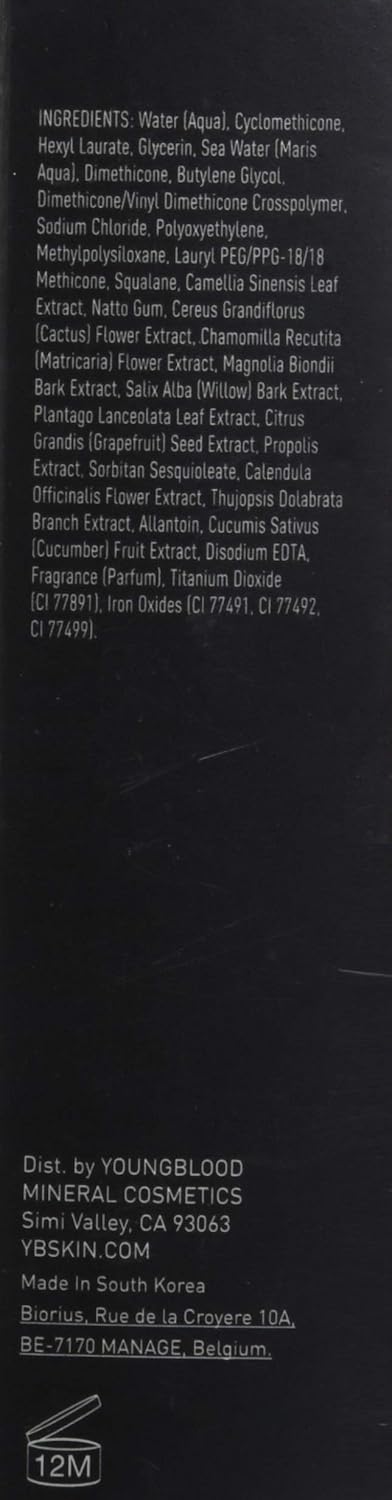 INGREDIENTS: Water (Aqua), Cyclomethicone,
Hexyl Laurate, Glycerin, Sea Water (Maris
Aqua), Dimethicone, Butylene Glycol,
Dimethicone/Vinyl Dimethicone Crosspolymer,
Sodium Chloride, Polyoxyethylene,
Methylpolysiloxane, Lauryl PEG/PPG-18/18
Methicone, Squalane, Camellia Sinensis Leaf
Extract, Natto Gum, Cereus Grandiflorus
(Cactus) Flower Extract, Chamomilla Recutita
(Matricaria) Flower Extract, Magnolia Biondii
Bark Extract, Salix Alba (Willow) Bark Extract,
Plantago Lanceolata Leaf Extract, Citrus
Grandis (Grapefruit) Seed Extract, Propolis
Extract, Sorbitan Sesquioleate, Calendula
Officinalis Flower Extract, Thujopsis Dolabrata
Branch Extract, Allantoin, Cucumis Sativus
(Cucumber) Fruit Extract, Disodium EDTA,
Fragrance (Parfum), Titanium Dioxide
(CI 77891), Iron Oxides (CI 77491, CI 77492,
CI 77499).
Dist. by YOUNGBLOOD
MINERAL COSMETICS
Simi Valley, CA 93063
YBSKIN.COM
Made In South Korea
Biorius, Rue de la Croyere 10A,
BE-7170 MANAGE, Belgium.
12M